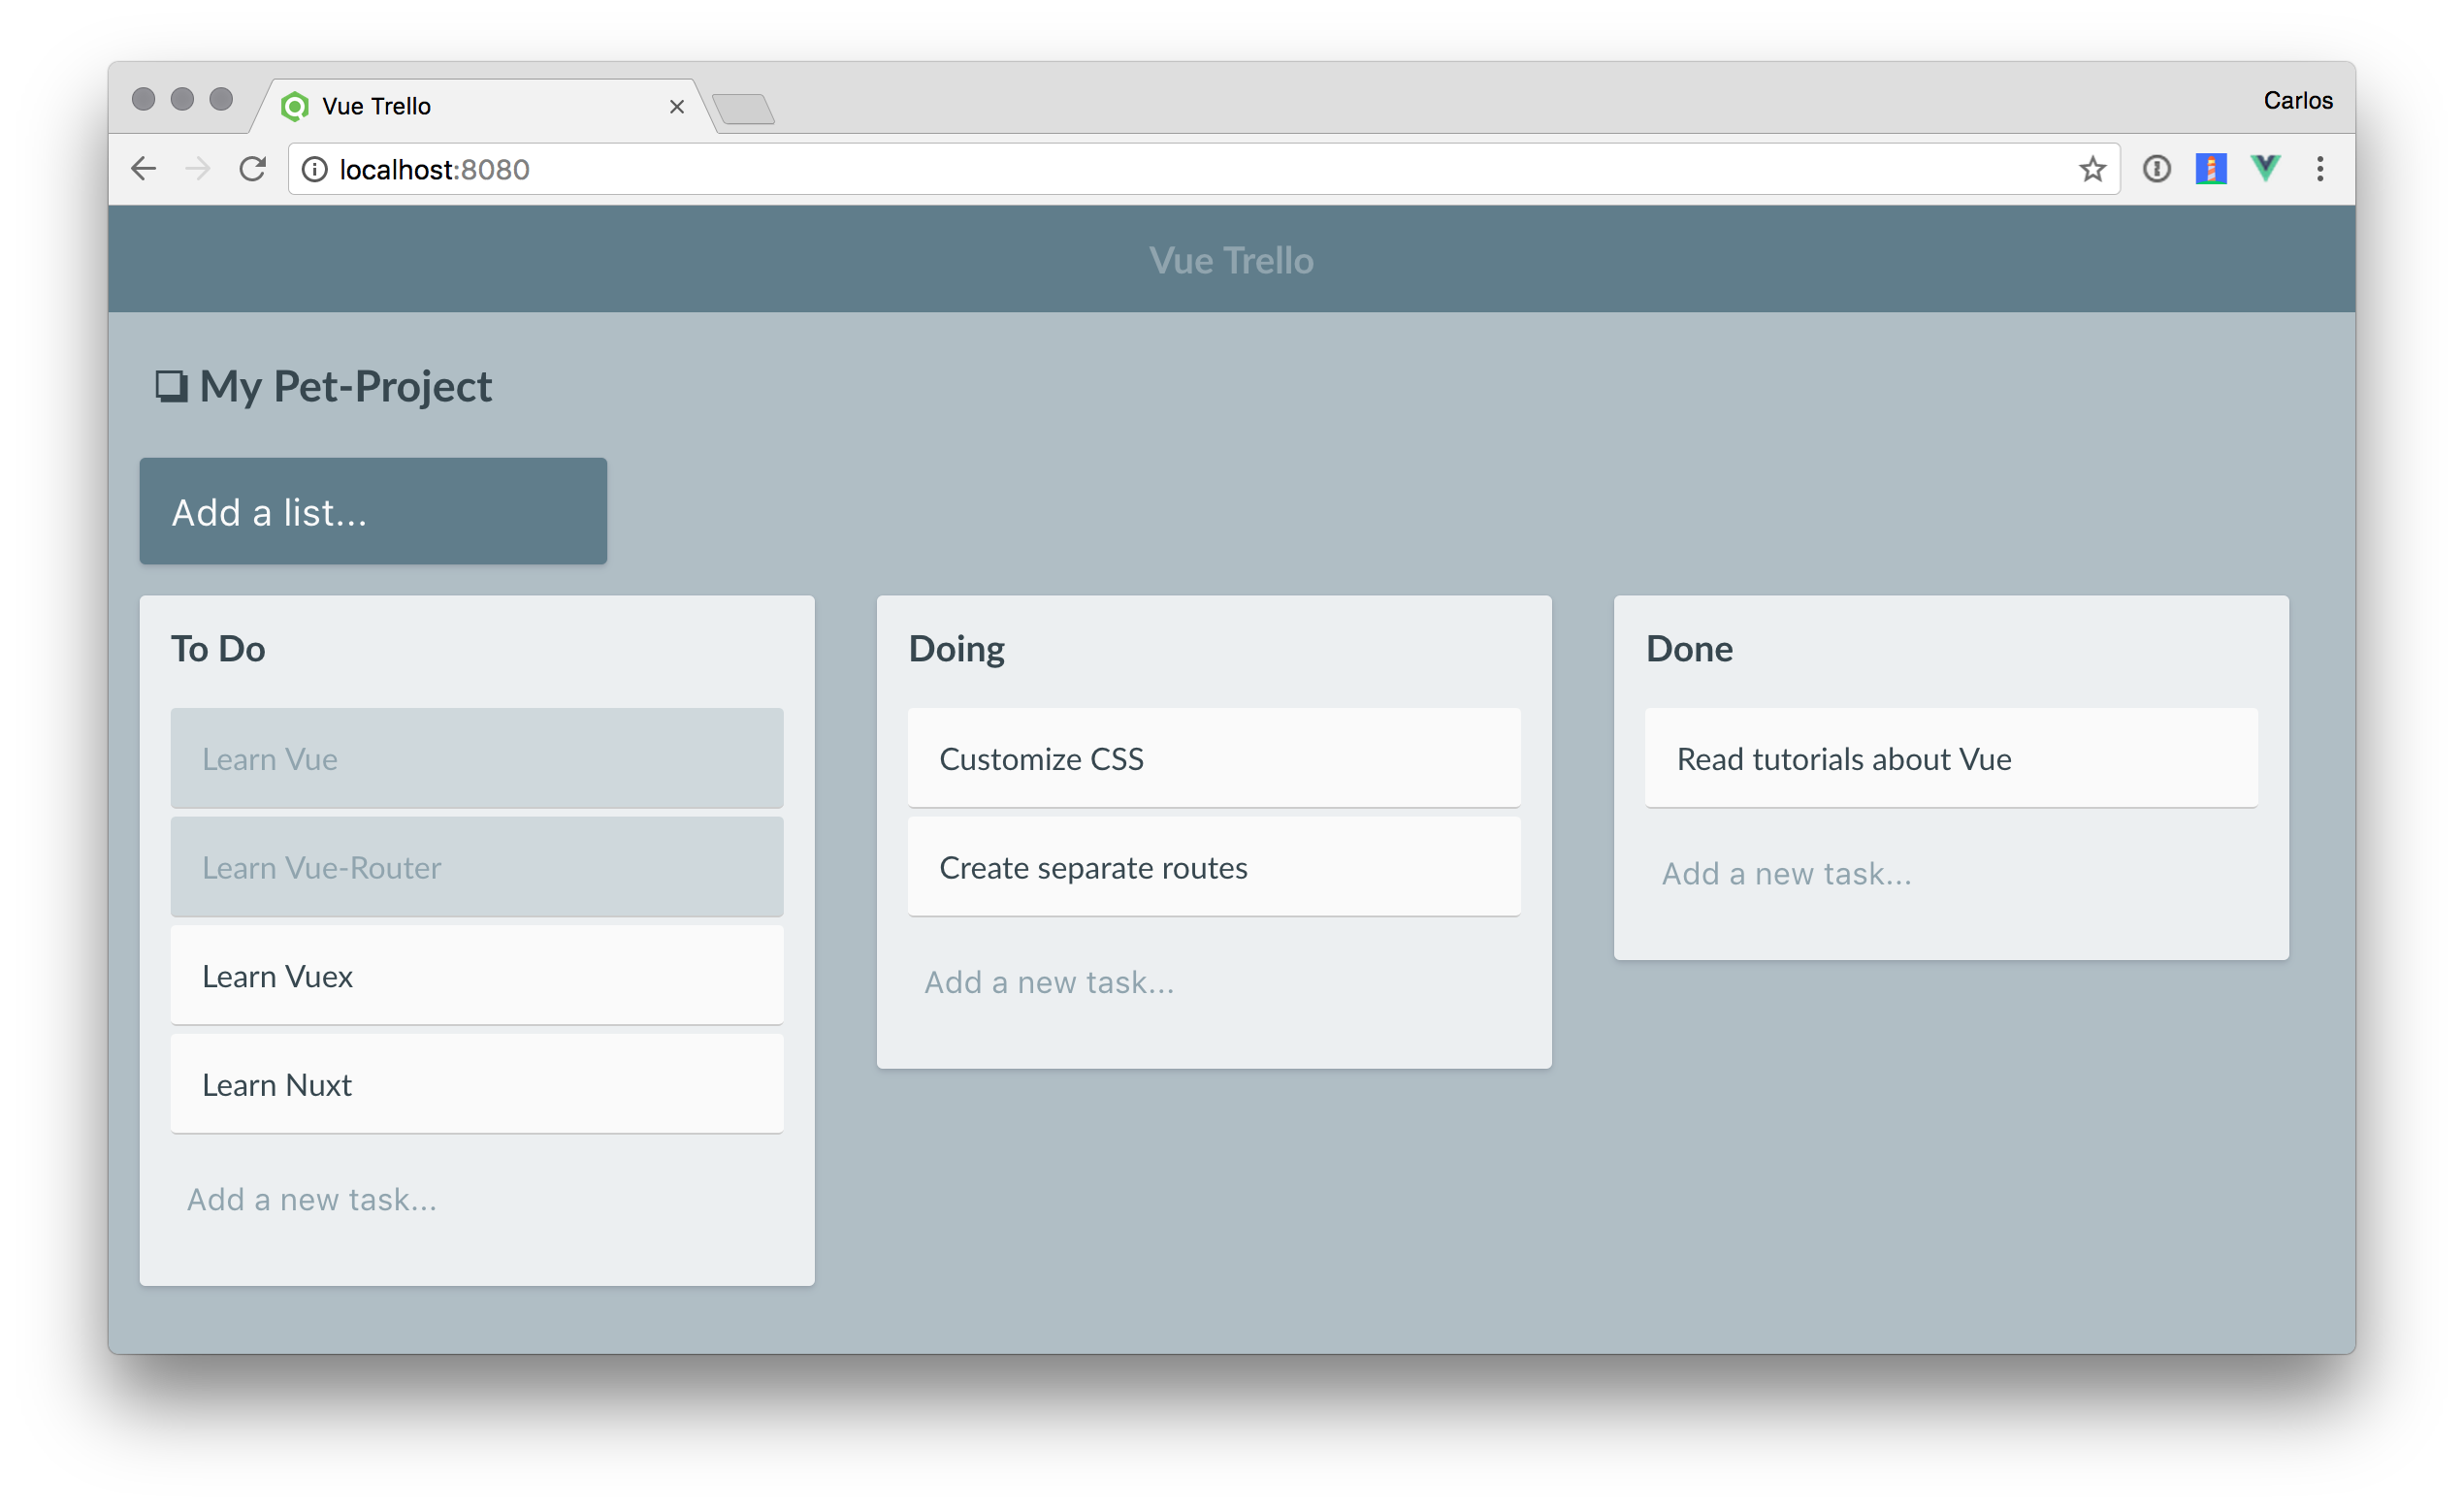 Vue Trello
Carlos
localhost:8080
Vue Trello
❏ My Pet-Project
Add a list...
To Do
Learn Vue
Learn Vue-Router
Learn Vuex
Learn Nuxt
Add a new task...
Doing
Customize CSS
Create separate routes
Add a new task...
Done
Read tutorials about Vue
Add a new task...